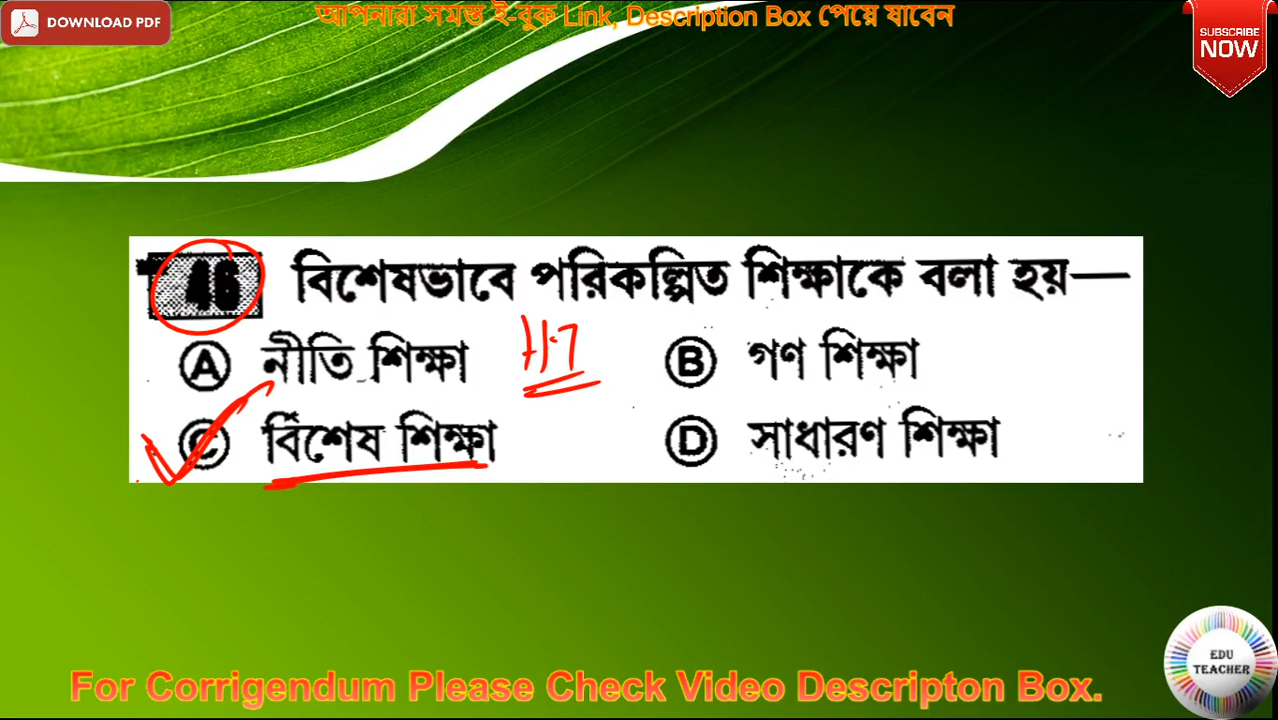 আপনারা সমস্ত ই-বুক Link, Description Box পেয়ে যাবেন
DOWNLOAD PDF
SUBSCRIBE
NOW
46 বিশেষভাবে পরিকল্পিত শিক্ষাকে বলা হয়—
A নীতি শিক্ষা
B গণ শিক্ষা
C বিশেষ শিক্ষা
D সাধারণ শিক্ষা
EDU
TEACHER
For Corrigendum Please Check Video Descripton Box.